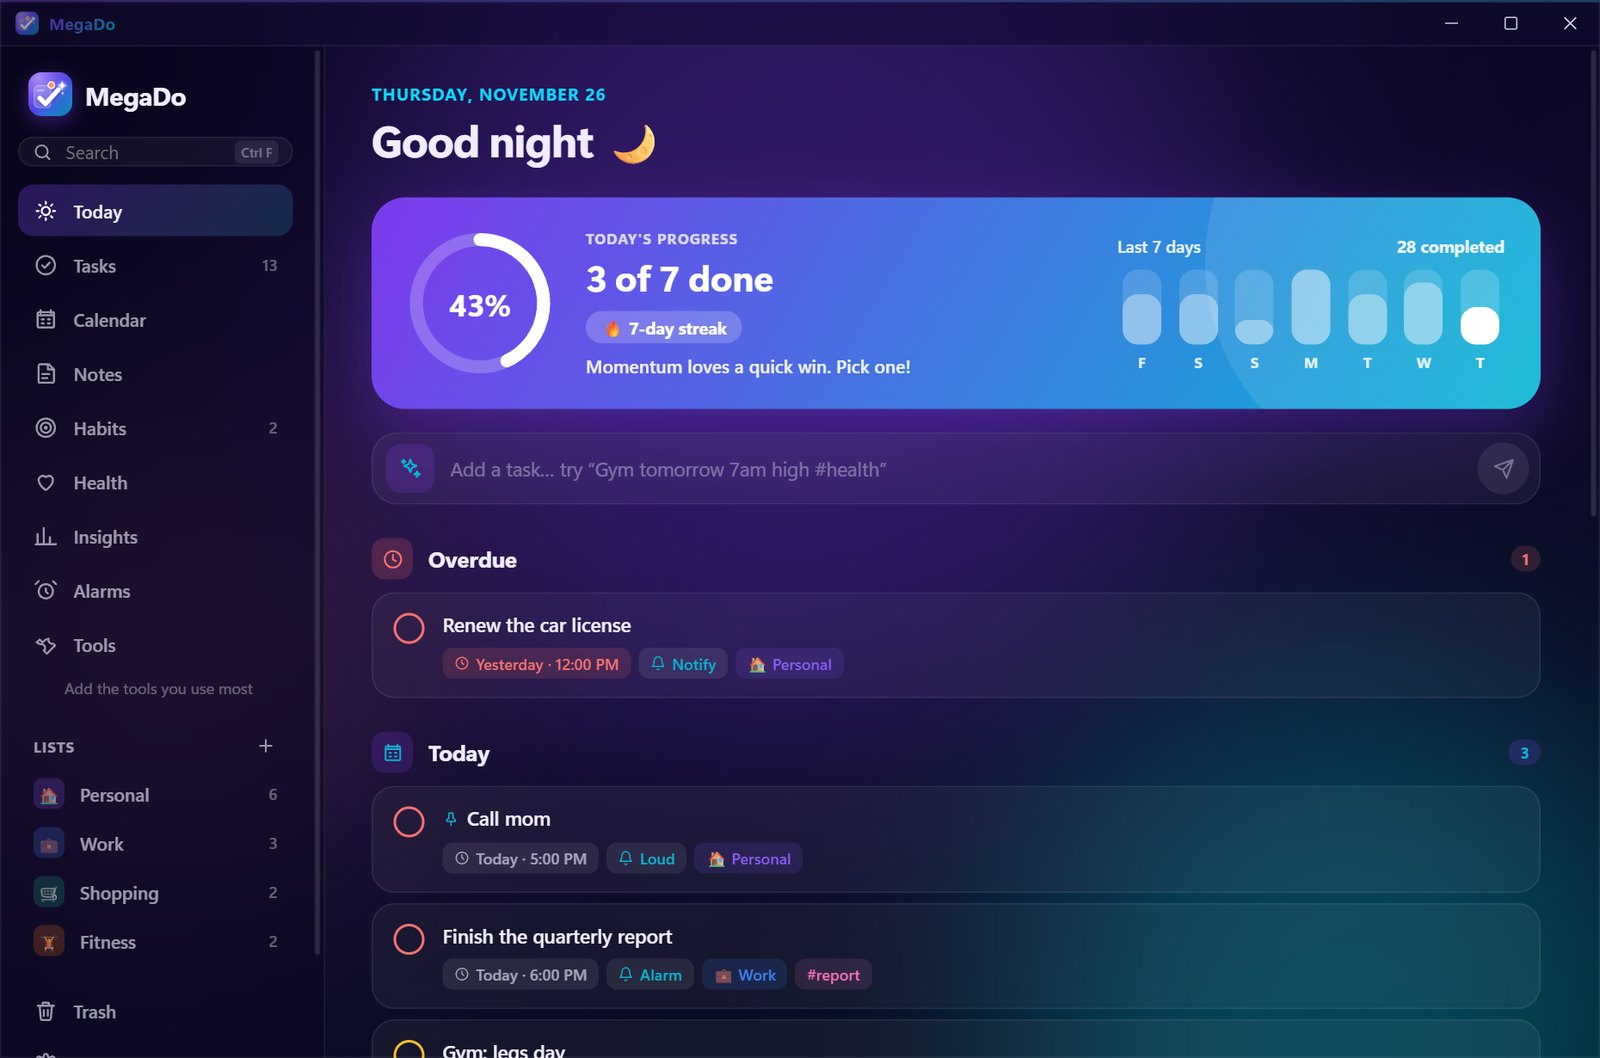 MegaDo
MegaDo
Search
Ctrl F
Today
Tasks 13
Calendar
Notes
Habits 2
Health
Insights
Alarms
Tools
Add the tools you use most
LISTS
Personal 6
Work 3
Shopping 2
Fitness 2
Trash
THURSDAY, NOVEMBER 26
Good night
43%
TODAY'S PROGRESS
3 of 7 done
7-day streak
Momentum loves a quick win. Pick one!
Last 7 days 28 completed
F S S M T W T
Add a task... try “Gym tomorrow 7am high #health”
Overdue 1
Renew the car license
Yesterday · 12:00 PM Notify Personal
Today 3
Call mom
Today · 5:00 PM Loud Personal
Finish the quarterly report
Today · 6:00 PM Alarm Work #report
Gym: legs day